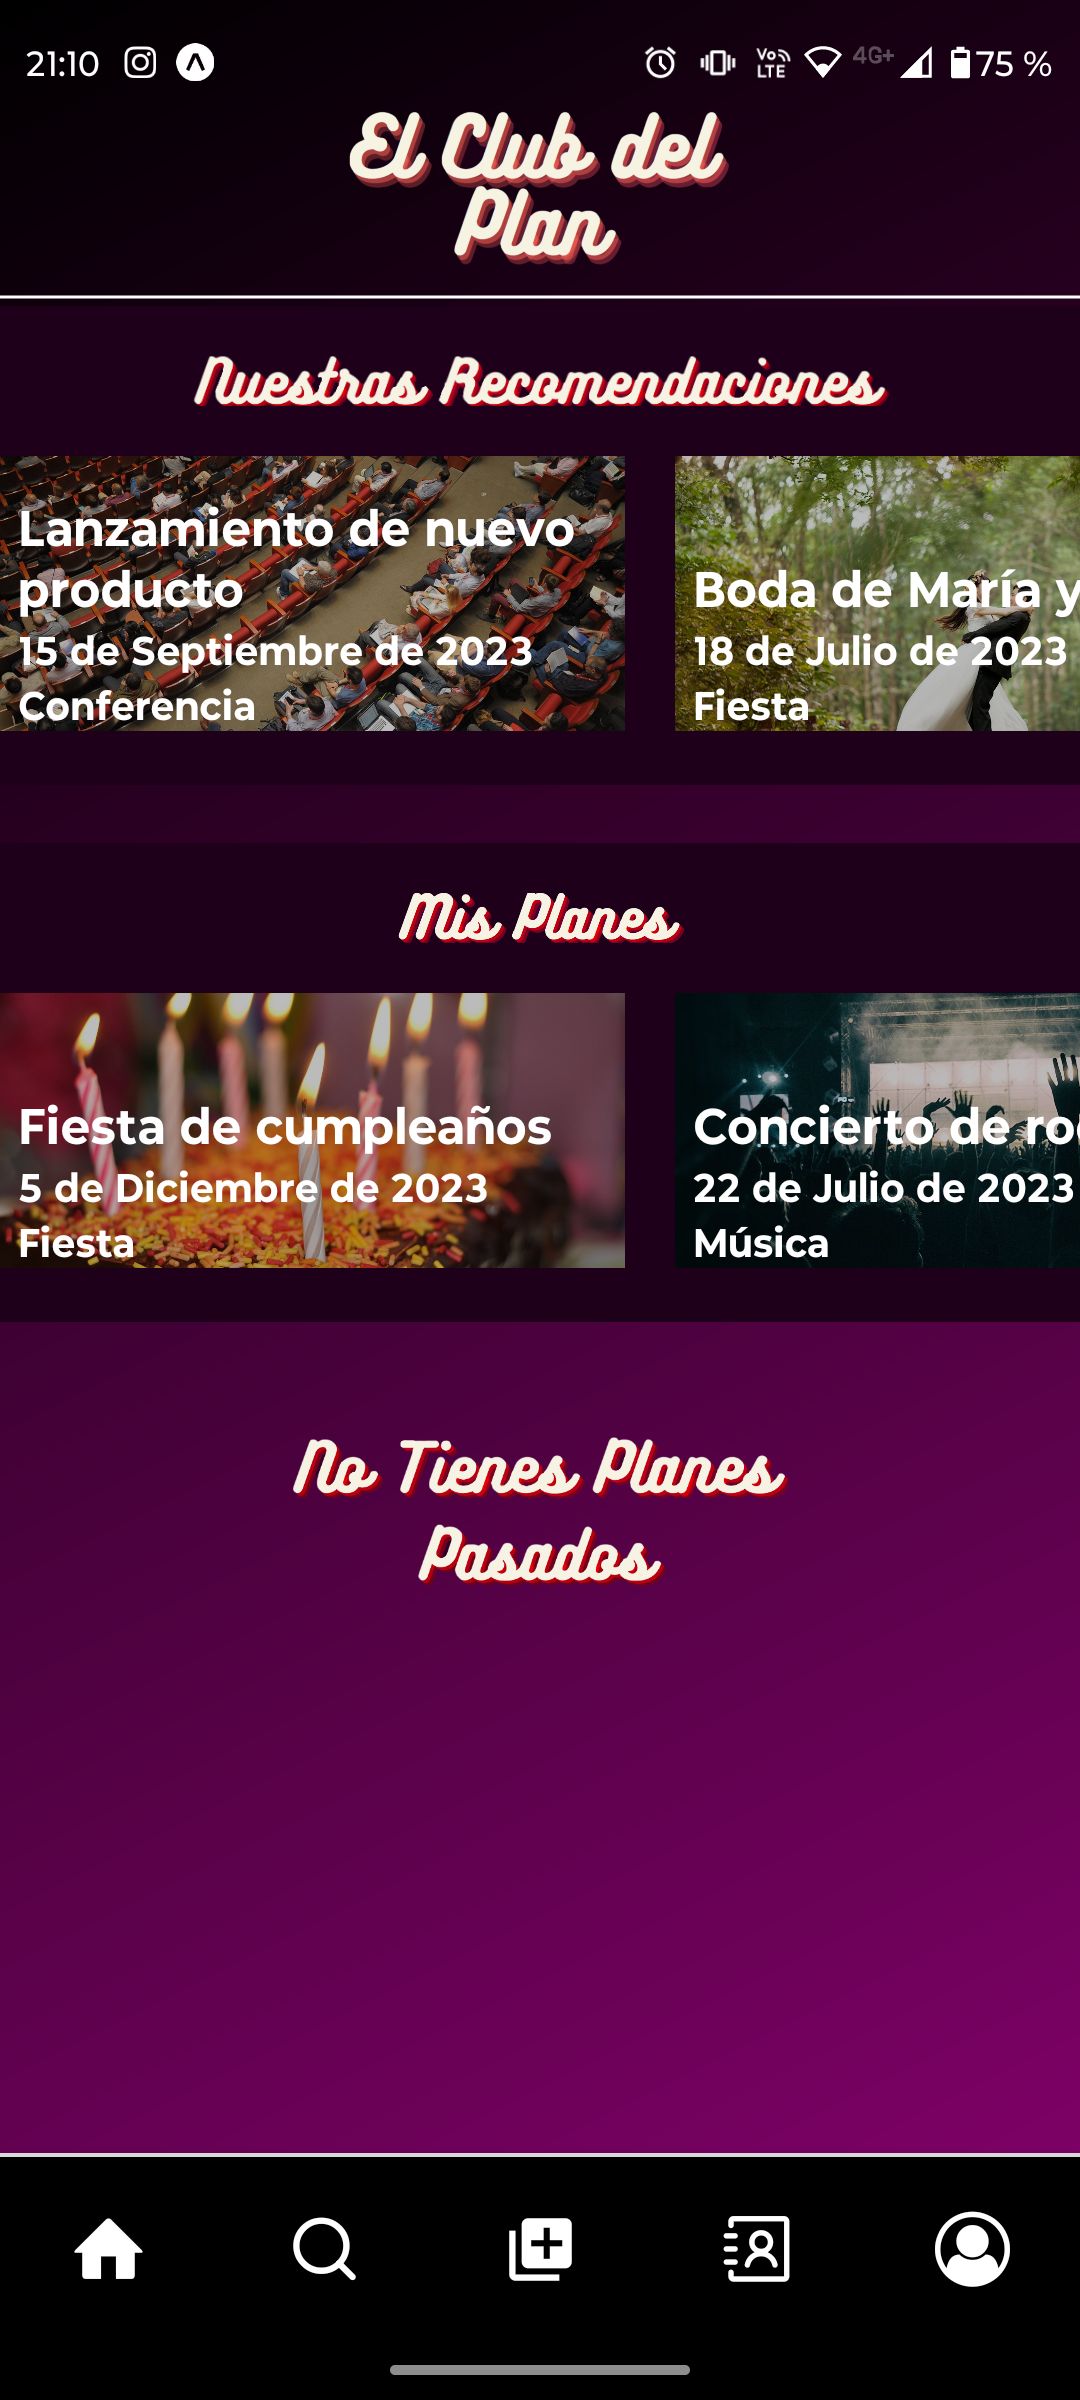 21:10
VoLTE 4G+ 75 %
El Club del
Plan
Nuestras Recomendaciones
Lanzamiento de nuevo
producto
15 de Septiembre de 2023
Conferencia
Boda de María y
18 de Julio de 2023
Fiesta
Mis Planes
Fiesta de cumpleaños
5 de Diciembre de 2023
Fiesta
Concierto de
22 de Julio de 2023
Música
No Tienes Planes
Pasados